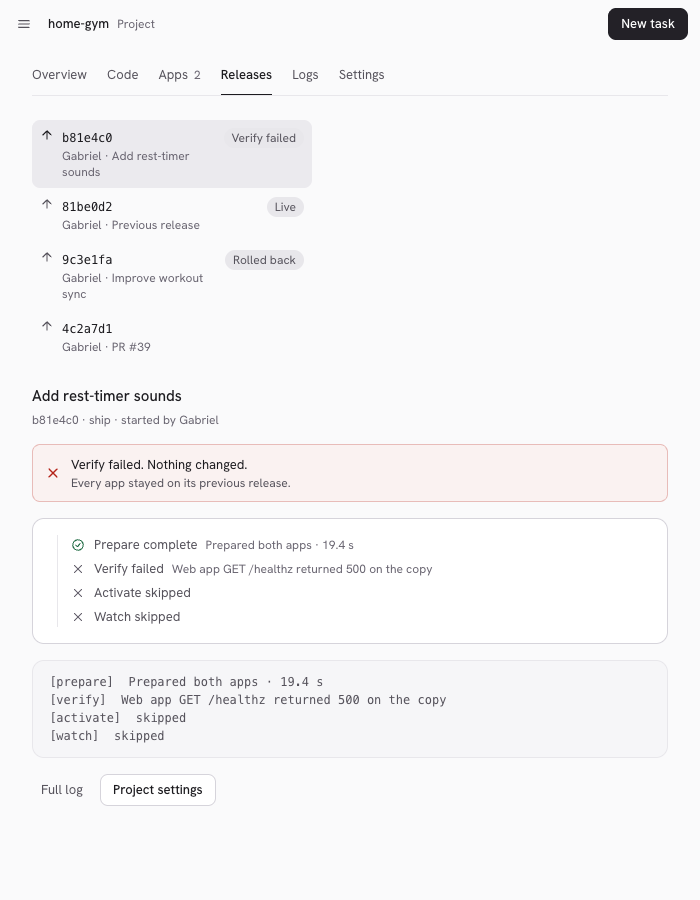 home-gym Project
New task
Overview Code Apps 2 Releases Logs Settings
b81e4c0 Verify failed
Gabriel · Add rest-timer
sounds
81be0d2 Live
Gabriel · Previous release
9c3e1fa Rolled back
Gabriel · Improve workout
sync
4c2a7d1
Gabriel · PR #39
Add rest-timer sounds
b81e4c0 · ship · started by Gabriel
Verify failed. Nothing changed.
Every app stayed on its previous release.
Prepare complete Prepared both apps · 19.4 s
Verify failed Web app GET /healthz returned 500 on the copy
Activate skipped
Watch skipped
[prepare] Prepared both apps · 19.4 s
[verify] Web app GET /healthz returned 500 on the copy
[activate] skipped
[watch] skipped
Full log Project settings